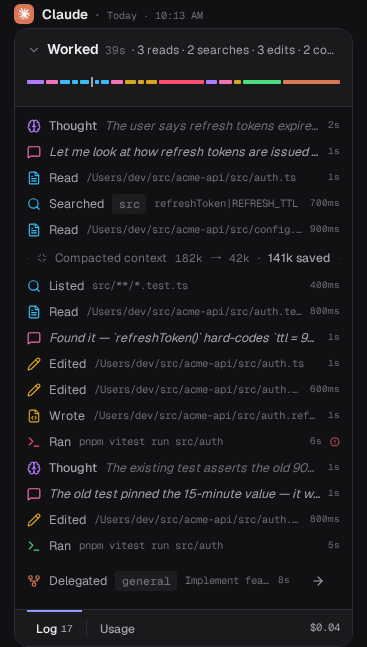 Claude · Today · 10:13 AM
Worked 39s · 3 reads · 2 searches · 3 edits · 2 co…
Thought The user says refresh tokens expire… 2s
Let me look at how refresh tokens are issued … 1s
Read /Users/dev/src/acme-api/src/auth.ts 1s
Searched src refreshToken|REFRESH_TTL 700ms
Read /Users/dev/src/acme-api/src/config.… 900ms
Compacted context 182k → 42k · 141k saved
Listed src/**/*.test.ts 400ms
Read /Users/dev/src/acme-api/src/auth.te… 800ms
Found it — `refreshToken()` hard-codes `ttl = 9… 1s
Edited /Users/dev/src/acme-api/src/auth.ts 1s
Edited /Users/dev/src/acme-api/src/auth.… 600ms
Wrote /Users/dev/src/acme-api/src/auth.ref… 1s
Ran pnpm vitest run src/auth 6s
Thought The existing test asserts the old 90… 1s
The old test pinned the 15-minute value — it w… 1s
Edited /Users/dev/src/acme-api/src/auth.… 800ms
Ran pnpm vitest run src/auth 5s
Delegated general Implement fea… 8s →
Log 17 Usage $0.04